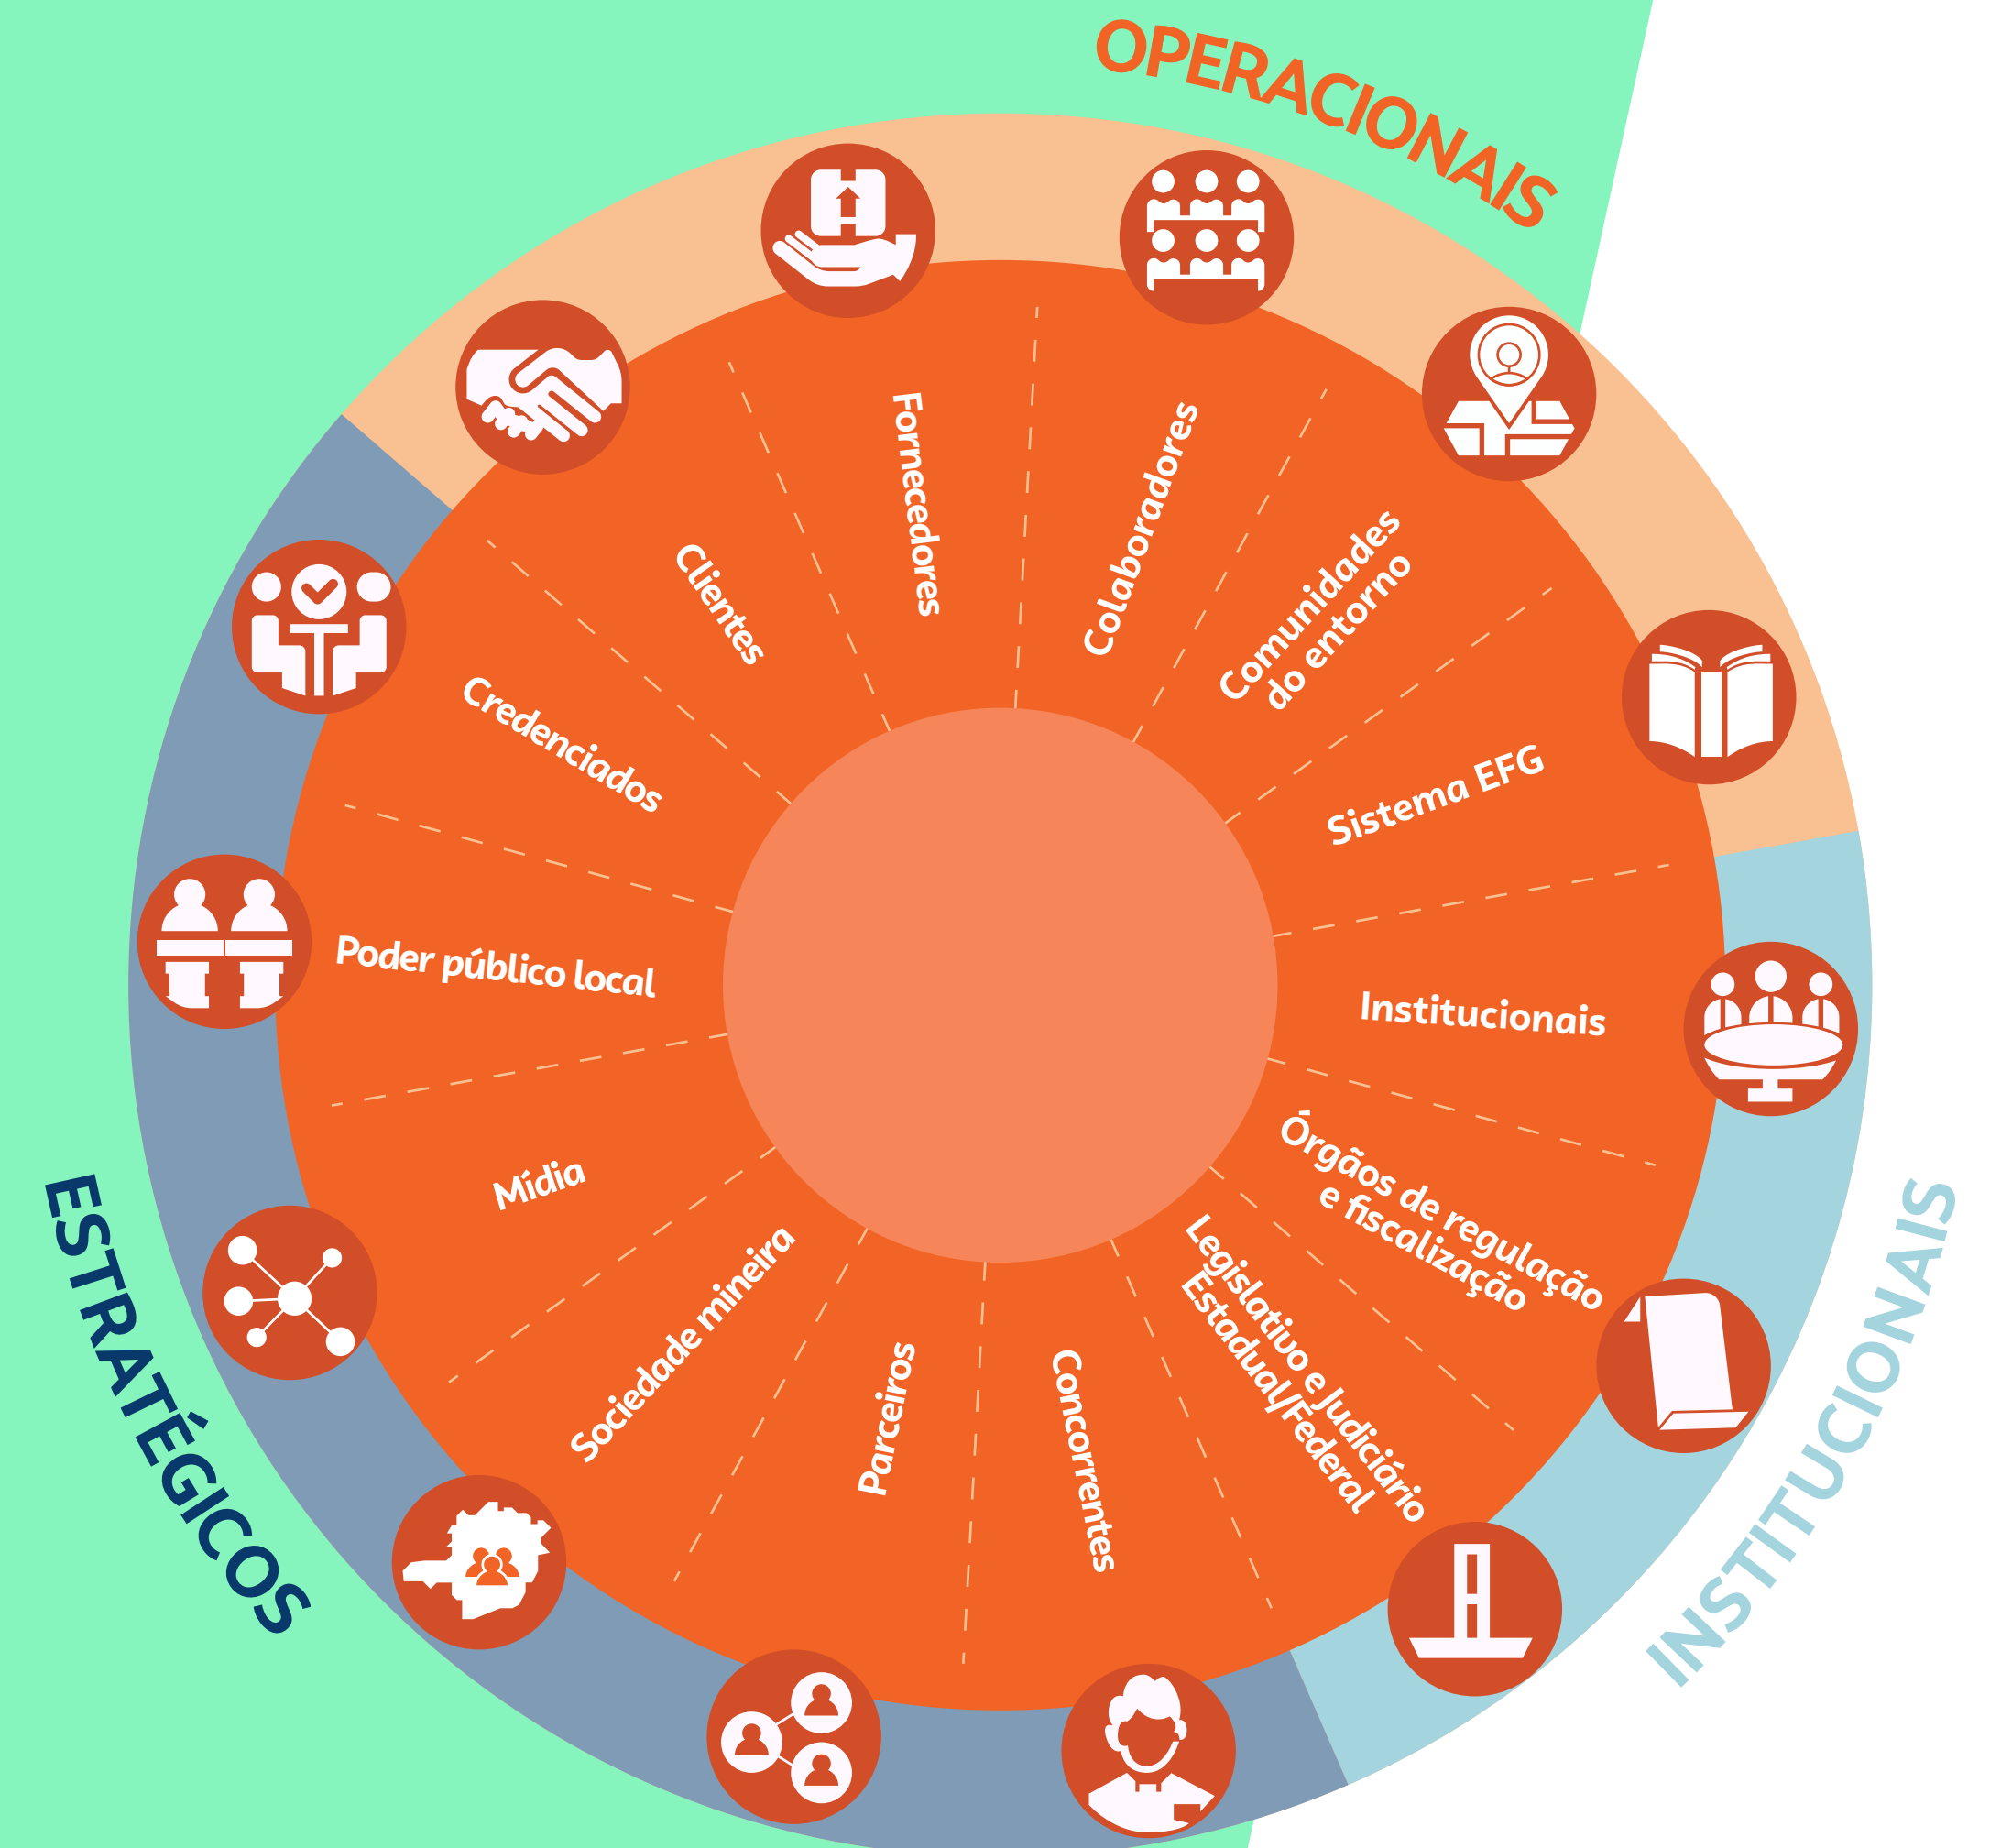 OPERACIONAIS
Clientes
Fornecedores
Colaboradores
Comunidades
do entorno
Sistema EFG
INSTITUCIONAIS
Institucionais
Órgãos de regulação
e fiscalização
Legislativo e Judiciário
Estadual/Federal
ESTRATÉGICOS
Concorrentes
Parceiros
Sociedade mineira
Mídia
Poder público local
Credenciados